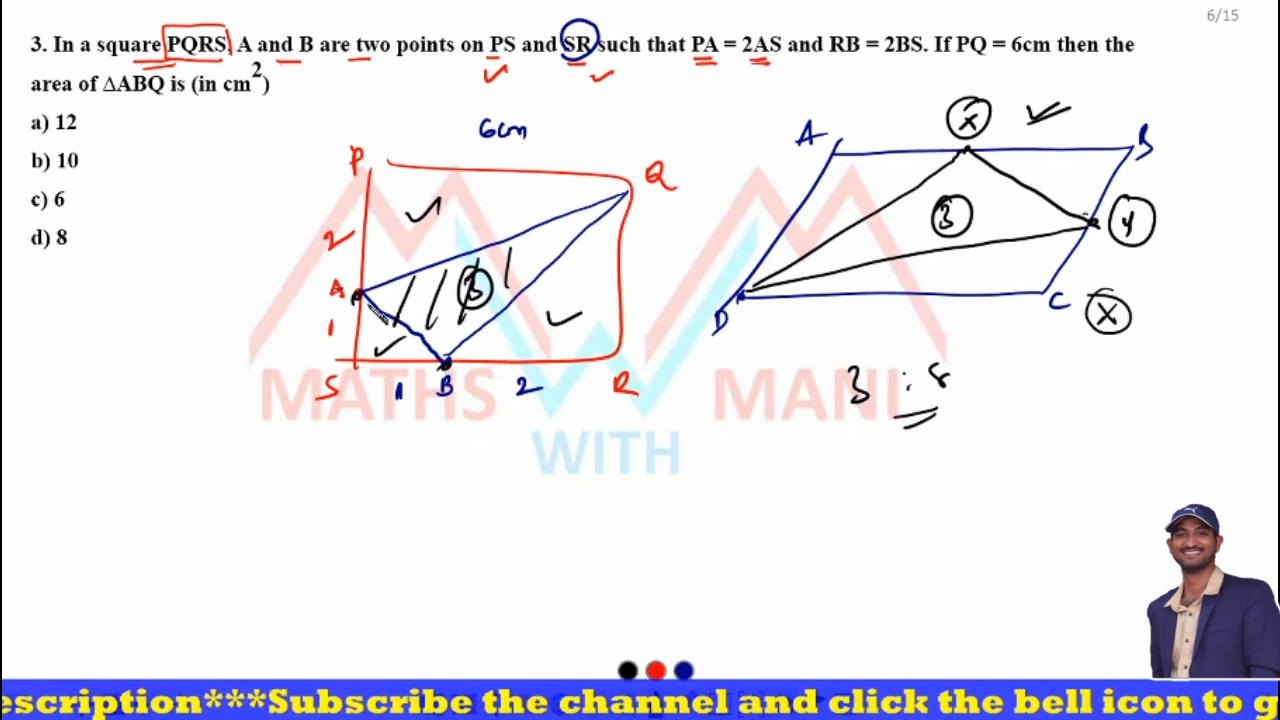 6/15
3. In a square PQRS, A and B are two points on PS and SR such that PA = 2AS and RB = 2BS. If PQ = 6cm then the
area of ∆ABQ is (in cm²)
a) 12
b) 10
c) 6
d) 8
6cm
P Q
2
A
1
S 1 B 2 R
3
A X B
3 Y
D C X
3 : 8
MATHS WITH MANI
escription***Subscribe the channel and click the bell icon to g